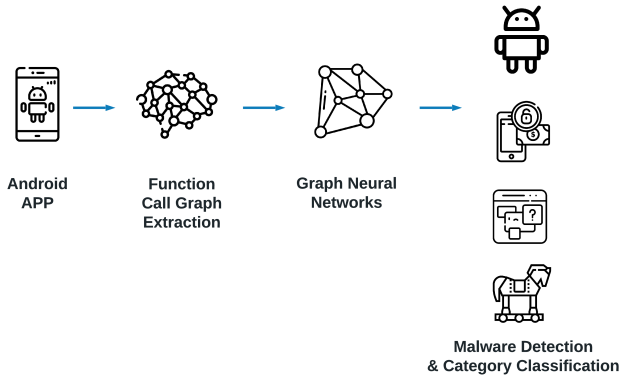 Android
APP
Function
Call Graph
Extraction
Graph Neural
Networks
$
?
Malware Detection
& Category Classification